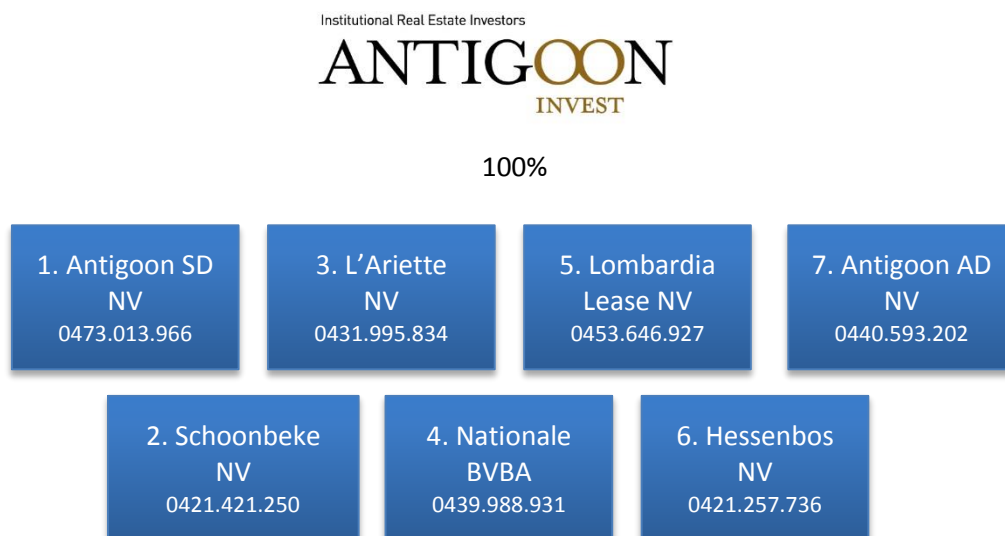 Institutional Real Estate Investors
ANTIGOON
INVEST
100%
1. Antigoon SD
NV
0473.013.966
3. L’Ariette
NV
0431.995.834
5. Lombardia
Lease NV
0453.646.927
7. Antigoon AD
NV
0440.593.202
2. Schoonbeke
NV
0421.421.250
4. Nationale
BVBA
0439.988.931
6. Hessenbos
NV
0421.257.736